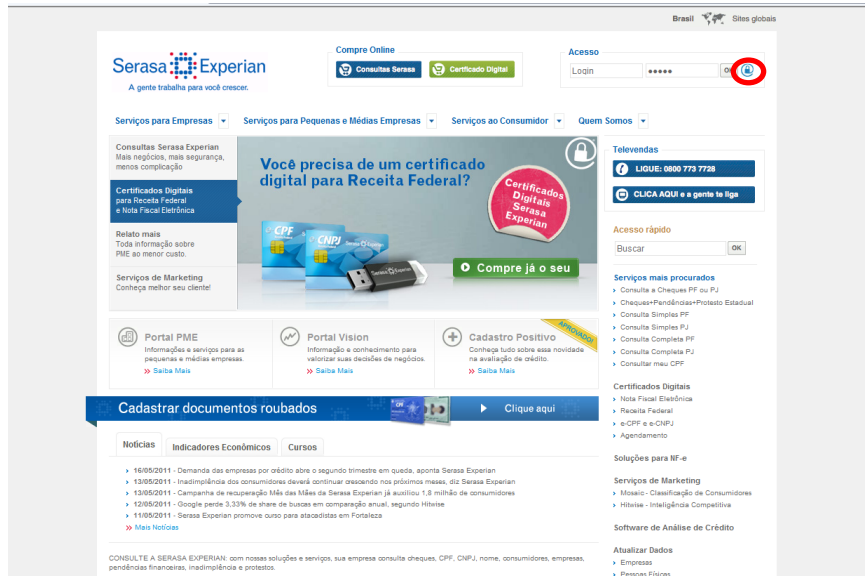 Brasil Sites globais
Serasa Experian
A gente trabalha para você crescer.
Compre Online
Consultas Serasa
Certificado Digital
Acesso
Login
Serviços para Empresas
Serviços para Pequenas e Médias Empresas
Serviços ao Consumidor
Quem Somos
Consultas Serasa Experian
Mais negócios, mais segurança,
menos complicação
Certificados Digitais
para Receita Federal
e Nota Fiscal Eletrônica
Relato mais
Toda informação sobre
PME ao menor custo.
Serviços de Marketing
Conheça melhor seu cliente!
Você precisa de um certificado
digital para Receita Federal?
Certificados
Digitais
Serasa
Experian
CPF
CNPJ
Serasa Experian
Serasa Experian
Compre já o seu
Televendas
LIGUE: 0800 773 7728
CLICA AQUI e a gente te liga
Acesso rápido
Buscar
OK
Serviços mais procurados
Consulta a Cheques PF ou PJ
Cheques+Pendências+Protesto Estadual
Consulta Simples PF
Consulta Simples PJ
Consulta Completa PF
Consulta Completa PJ
Consultar meu CPF
Certificados Digitais
Nota Fiscal Eletrônica
Receita Federal
e-CPF e e-CNPJ
Agendamento
Soluções para NF-e
Serviços de Marketing
Mosaic - Classificação de Consumidores
Hitwise - Inteligência Competitiva
Software de Análise de Crédito
Atualizar Dados
Empresas
Pessoas Físicas
Portal PME
Informações e serviços para as
pequenas e médias empresas.
Saiba Mais
Portal Vision
Informação e conhecimento para
valorizar suas decisões de negócios.
Saiba Mais
Cadastro Positivo
Conheça tudo sobre essa novidade
na avaliação de crédito.
Saiba Mais
APROVADO!
Cadastrar documentos roubados
Clique aqui
Notícias
Indicadores Econômicos
Cursos
16/05/2011 - Demanda das empresas por crédito abre o segundo trimestre em queda, aponta Serasa Experian
13/05/2011 - Inadimplência dos consumidores deverá continuar crescendo nos próximos meses, diz Serasa Experian
13/05/2011 - Campanha de recuperação Mês das Mães da Serasa Experian já auxiliou 1,8 milhão de consumidores
12/05/2011 - Google perde 3,33% de share de buscas em comparação anual, segundo Hitwise
11/05/2011 - Serasa Experian promove curso para atacadistas em Fortaleza
Mais Notícias
CONSULTE A SERASA EXPERIAN: com nossas soluções e serviços, sua empresa consulta cheques, CPF, CNPJ, nome, consumidores, empresas,
pendências financeiras, inadimplência e protestos.